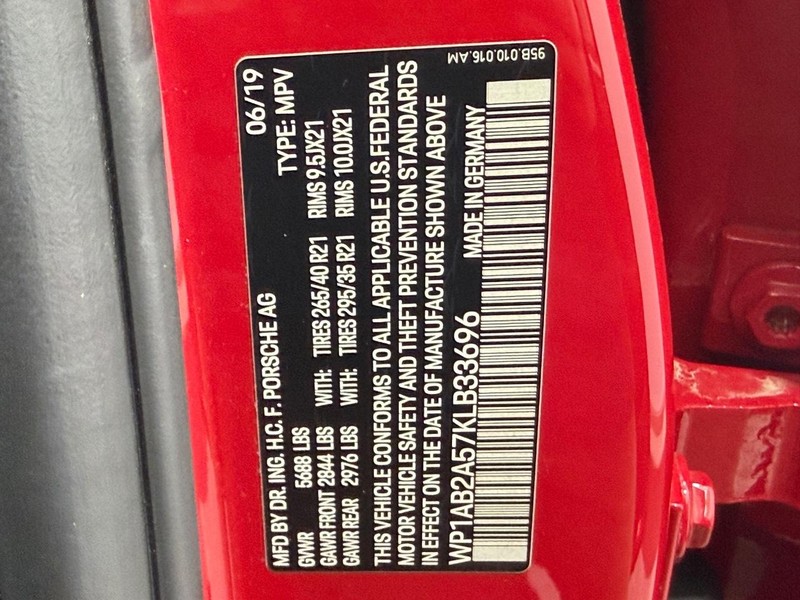 MFD BY DR. ING. H.C. F. PORSCHE AG 06/19
GVWR 5688 LBS TYPE: MPV
GAWR FRONT 2844 LBS WITH: TIRES 265/40 R21 RIMS 9.5JX21
GAWR REAR 2976 LBS WITH: TIRES 295/35 R21 RIMS 10.0JX21
THIS VEHICLE CONFORMS TO ALL APPLICABLE U.S. FEDERAL
MOTOR VEHICLE SAFETY AND THEFT PREVENTION STANDARDS
IN EFFECT ON THE DATE OF MANUFACTURE SHOWN ABOVE
WP1AB2A57KLB33696 MADE IN GERMANY
95B.010.016.AM